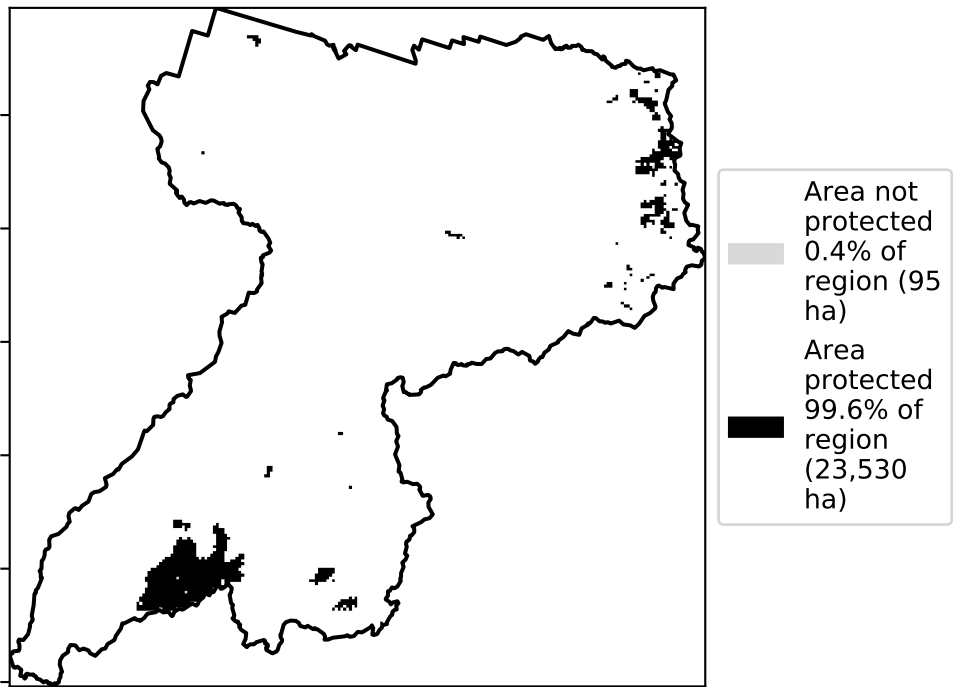 Area not
protected
0.4% of
region (95
ha)
Area
protected
99.6% of
region
(23,530
ha)